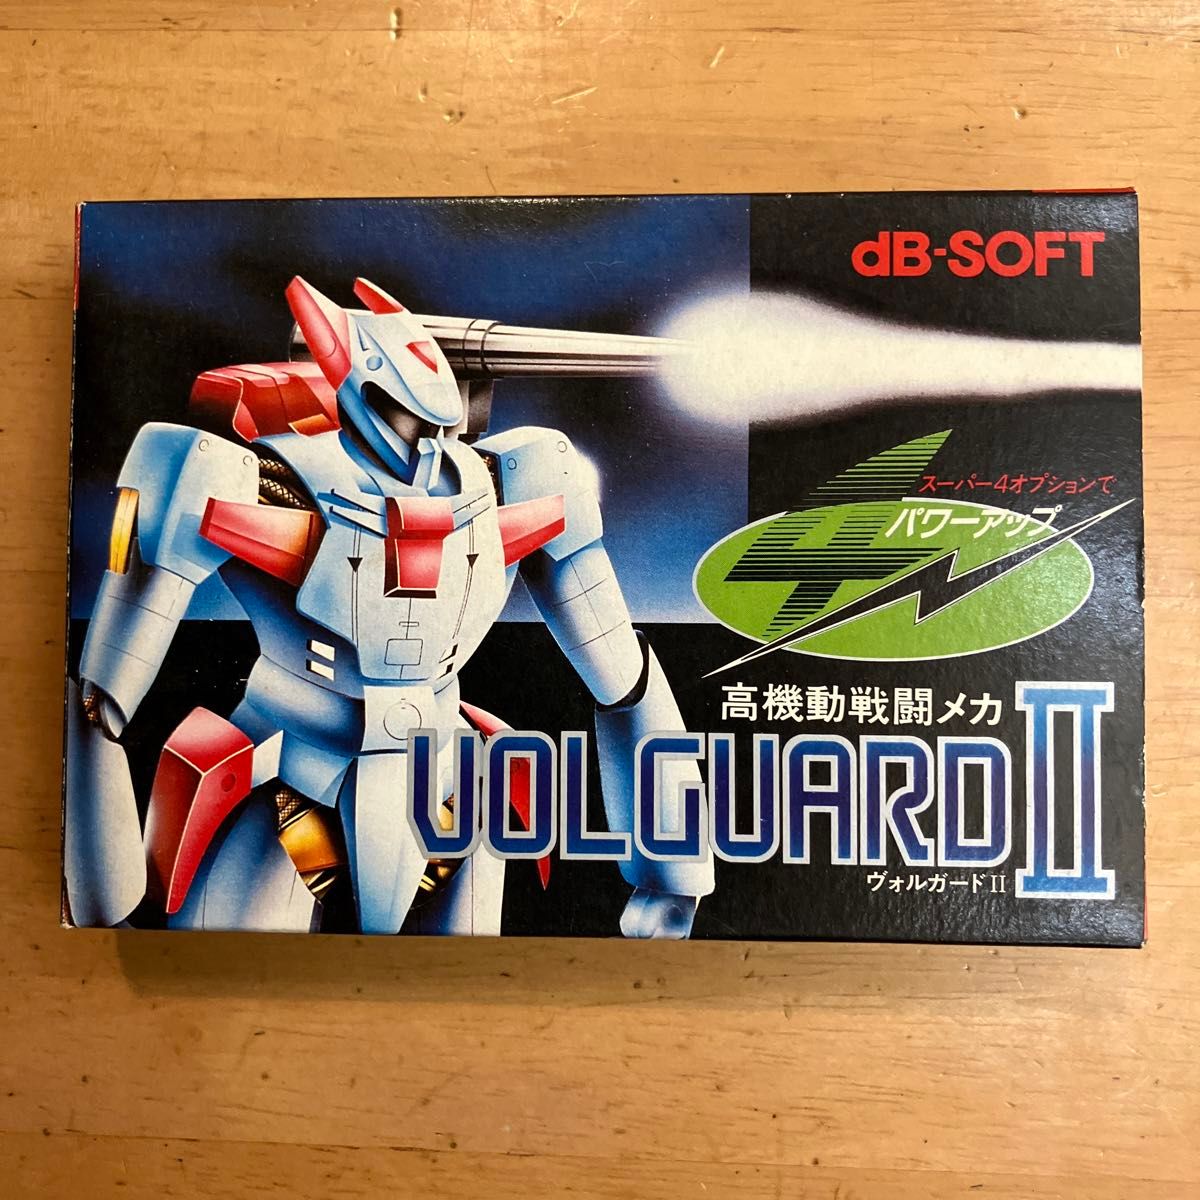 dB-SOFT
スーパー4オプションで
4
パワーアップ
高機動戦闘メカ
VOLGUARD II
ヴォルガードII